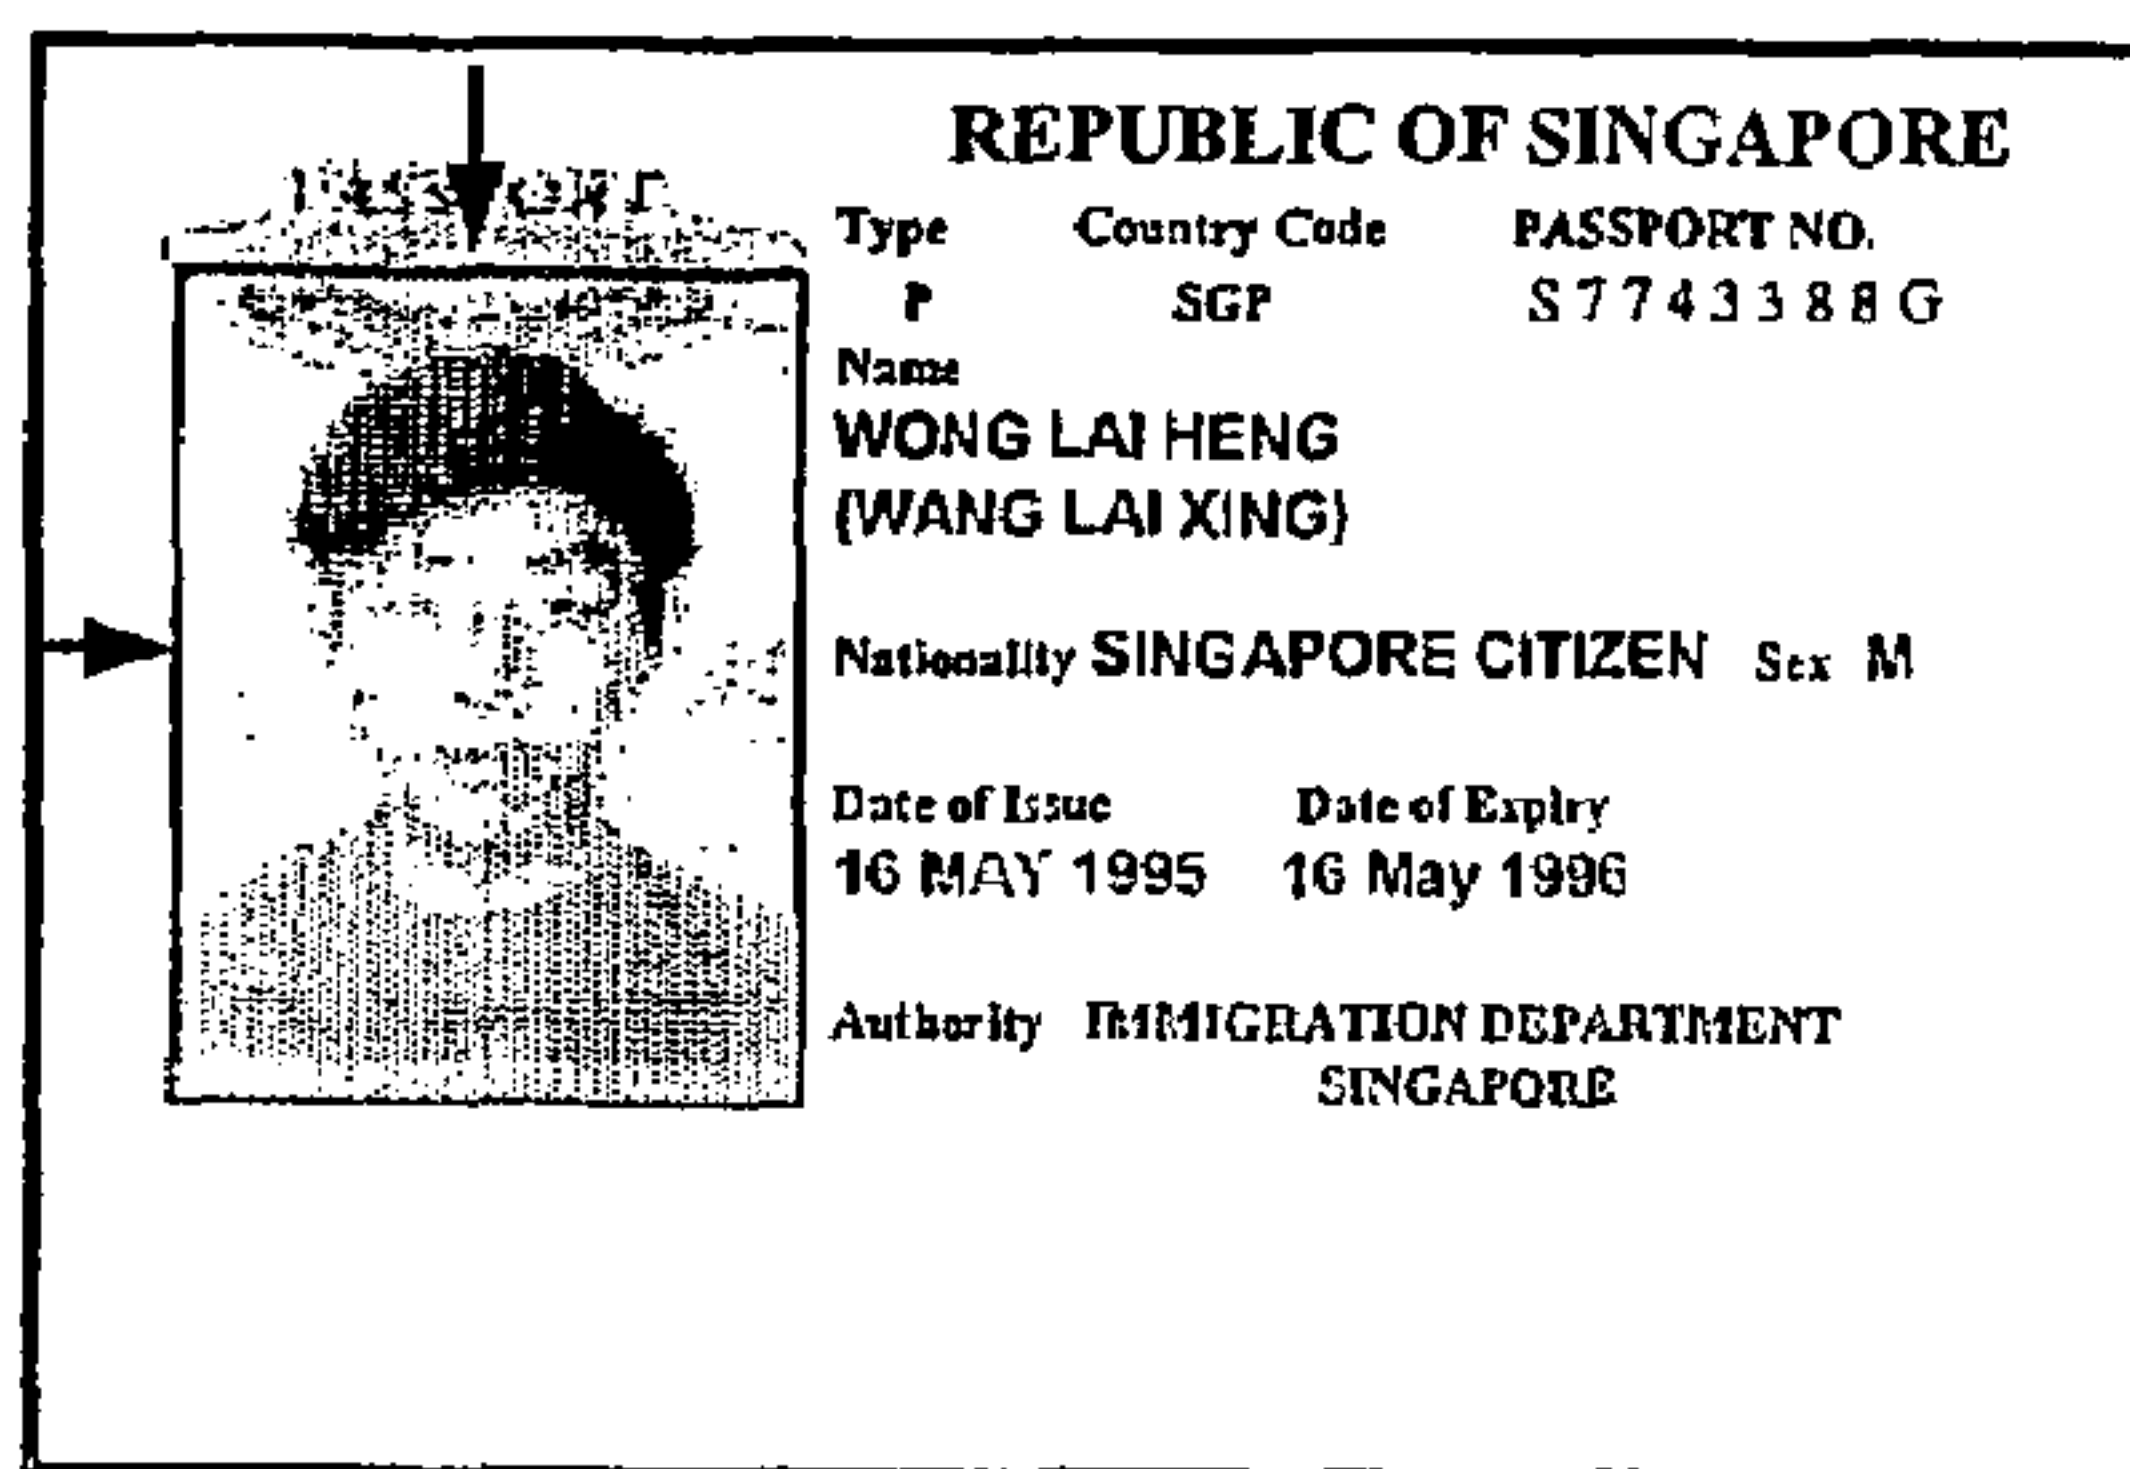 REPUBLIC OF SINGAPORE
Type Country Code PASSPORT NO.
P SGP S7743388G
Name
WONG LAI HENG
(WANG LAI XING)
Nationality SINGAPORE CITIZEN Sex M
Date of Issue Date of Expiry
16 MAY 1995 16 May 1996
Authority IMMIGRATION DEPARTMENT
SINGAPORE